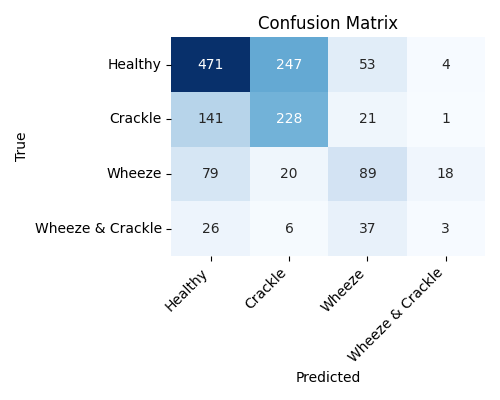 Confusion Matrix
True
Healthy 471 247 53 4
Crackle 141 228 21 1
Wheeze 79 20 89 18
Wheeze & Crackle 26 6 37 3
Healthy Crackle Wheeze Wheeze & Crackle
Predicted